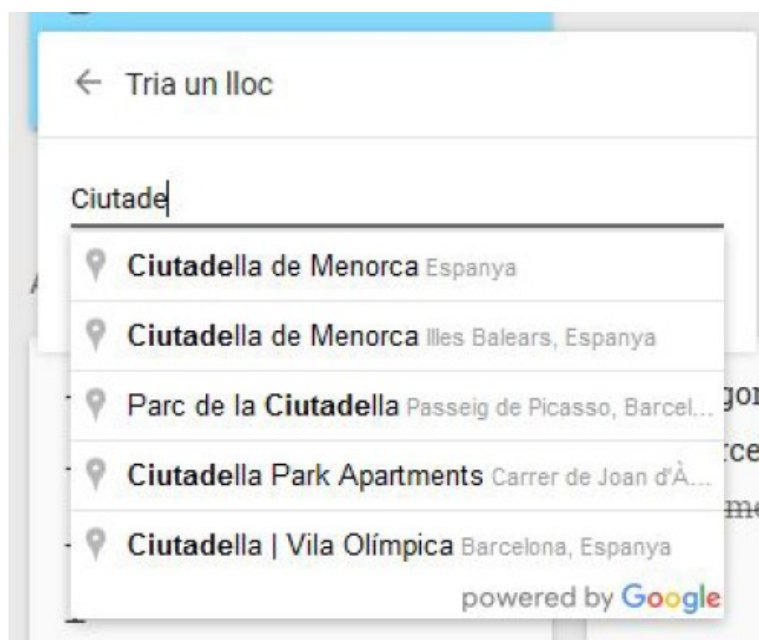 Tria un lloc
Ciutade
Ciutadella de Menorca Espanya
Ciutadella de Menorca Illes Balears, Espanya
Parc de la Ciutadella Passeig de Picasso, Barcel...
Ciutadella Park Apartments Carrer de Joan d'À...
Ciutadella | Vila Olímpica Barcelona, Espanya
powered by Google